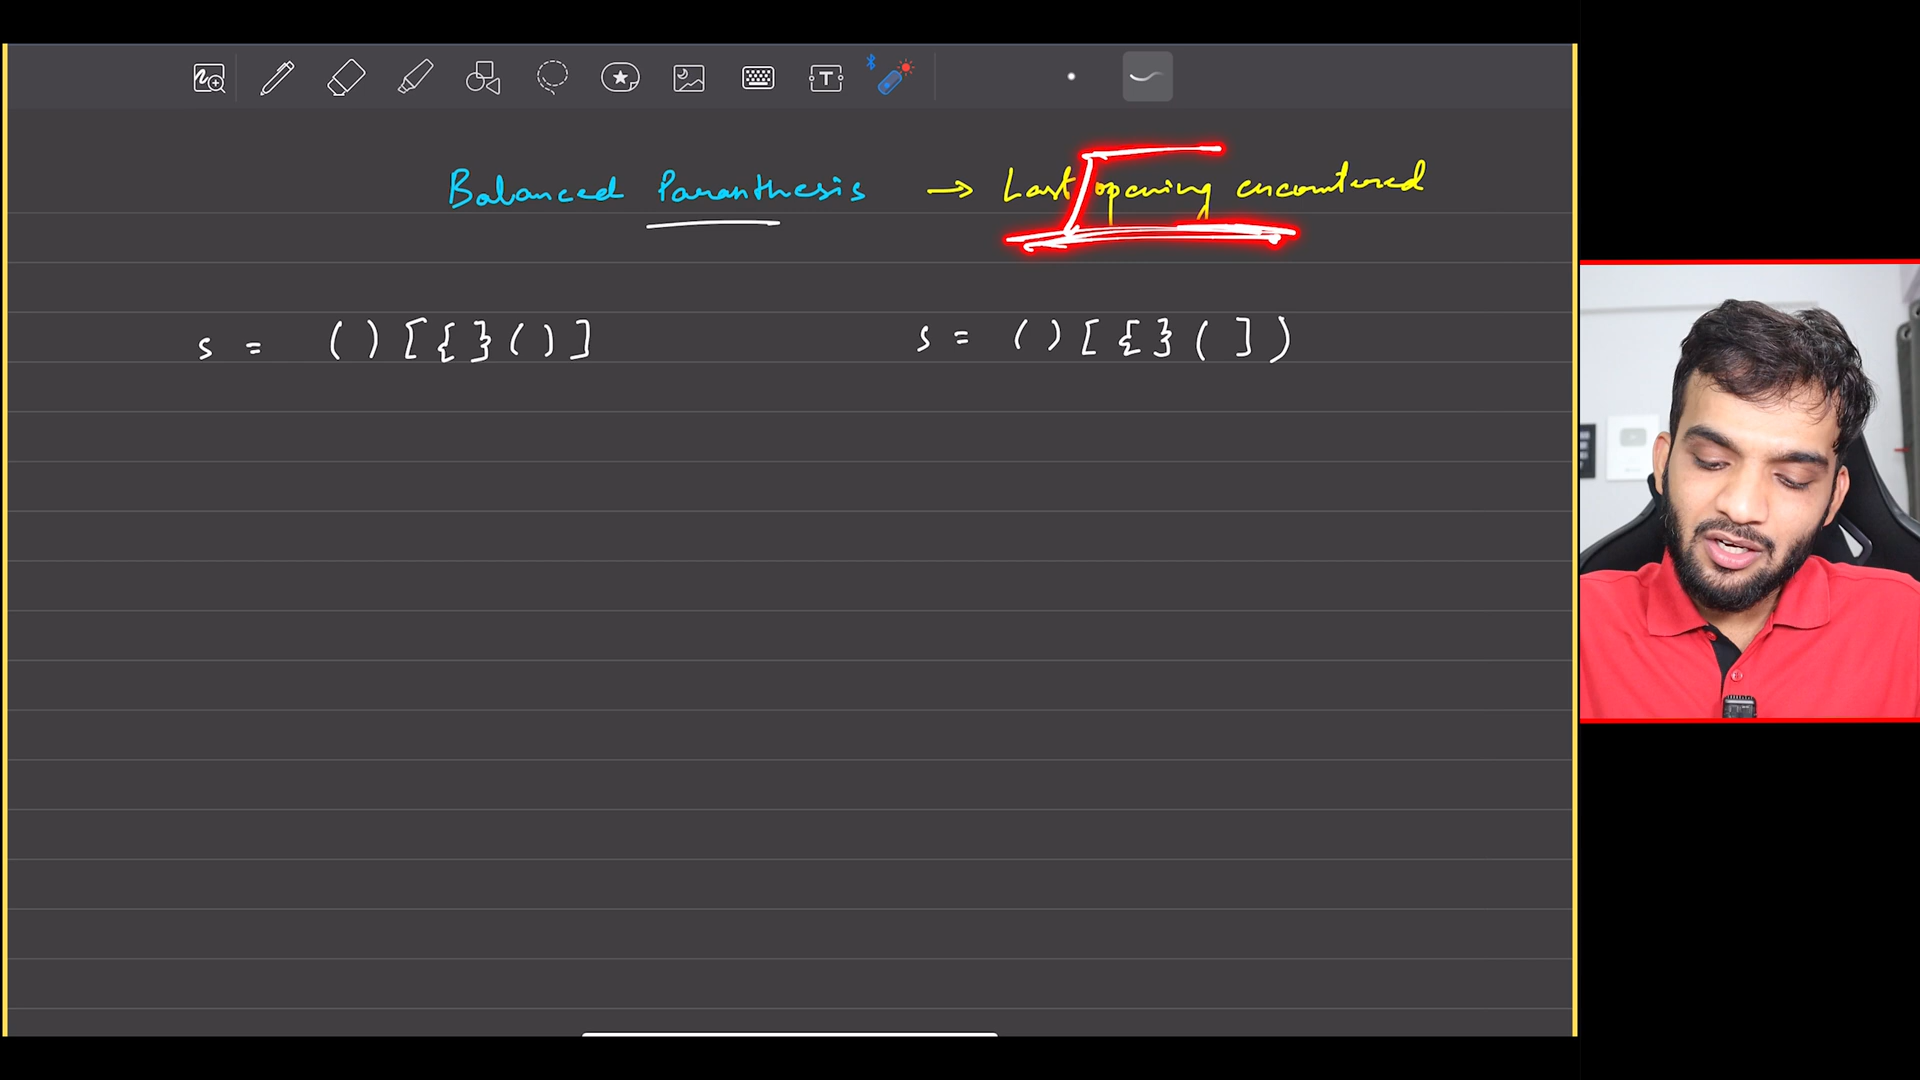 Balanced Paranthesis → Last opening encountered
s = ( ) [ { } ( ) ]
s = ( ) [ { } ( ] )